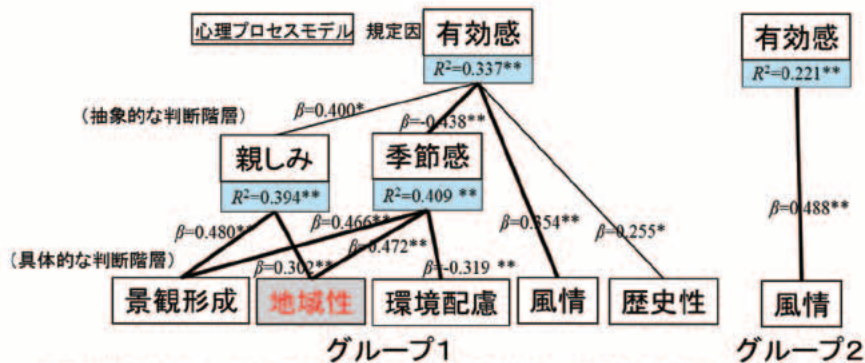 心理プロセスモデル 規定因 有効感 有効感
R²=0.337** R²=0.221**
(抽象的な判断階層) β=0.400* β=-0.438**
親しみ 季節感
R²=0.394** R²=0.409 **
β=0.480** β=0.466** β=0.354** β=0.255* β=0.488**
β=0.472**
(具体的な判断階層) β=0.302** β=-0.319 **
景観形成 地域性 環境配慮 風情 歴史性 風情
グループ1 グループ2